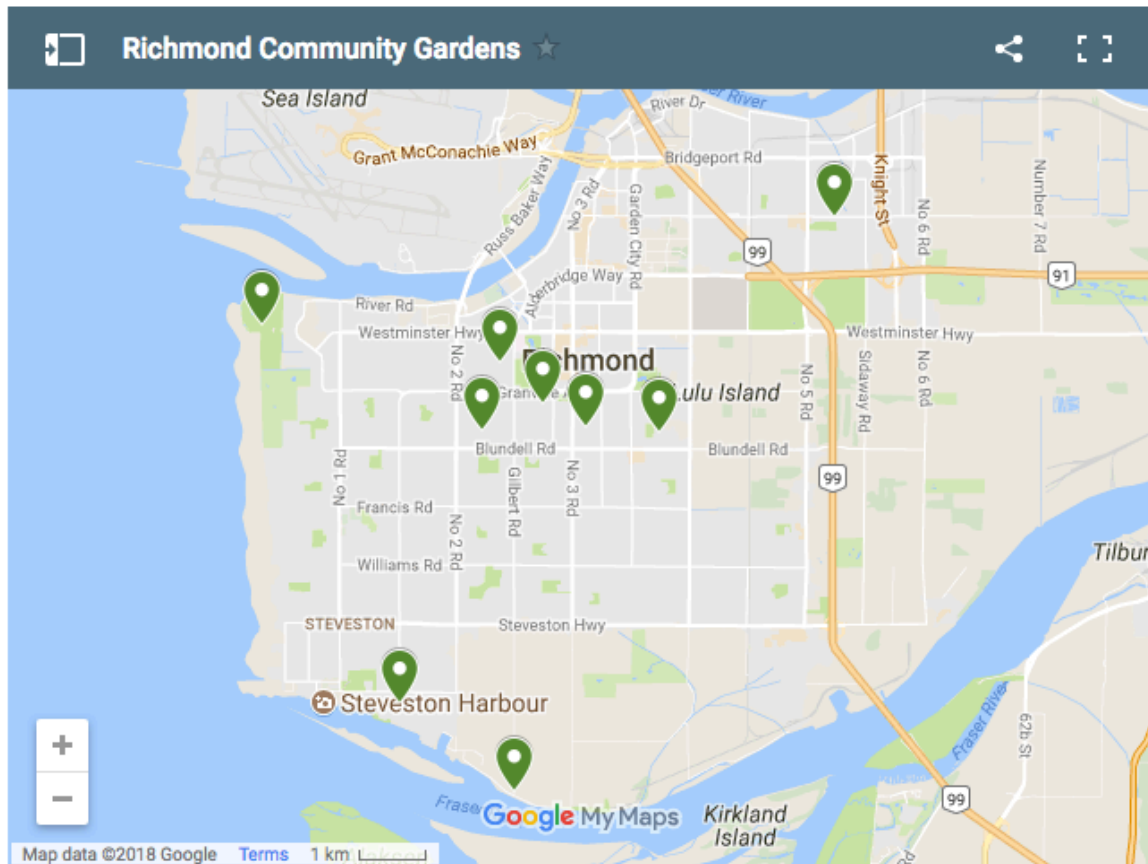 Richmond Community Gardens
Sea Island
River Dr
River
Grant McConachie Way
Bridgeport Rd
Russ Baker Way
No 3 Rd
Garden City Rd
Knight St
No 6 Rd
Number 7 Rd
99
91
Alderbridge Way
River Rd
Westminster Hwy
Westminster Hwy
No 2 Rd
Lulu Island
No 5 Rd
Sidaway Rd
No 6 Rd
Blundell Rd
Blundell Rd
No 1 Rd
Gilbert Rd
No 3 Rd
99
Francis Rd
No 2 Rd
Williams Rd
STEVESTON
Steveston Hwy
Steveston Harbour
62b St
Fraser River
+
−
Google My Maps
Kirkland
Island
99
Rd
Map data ©2018 Google Terms 1 km